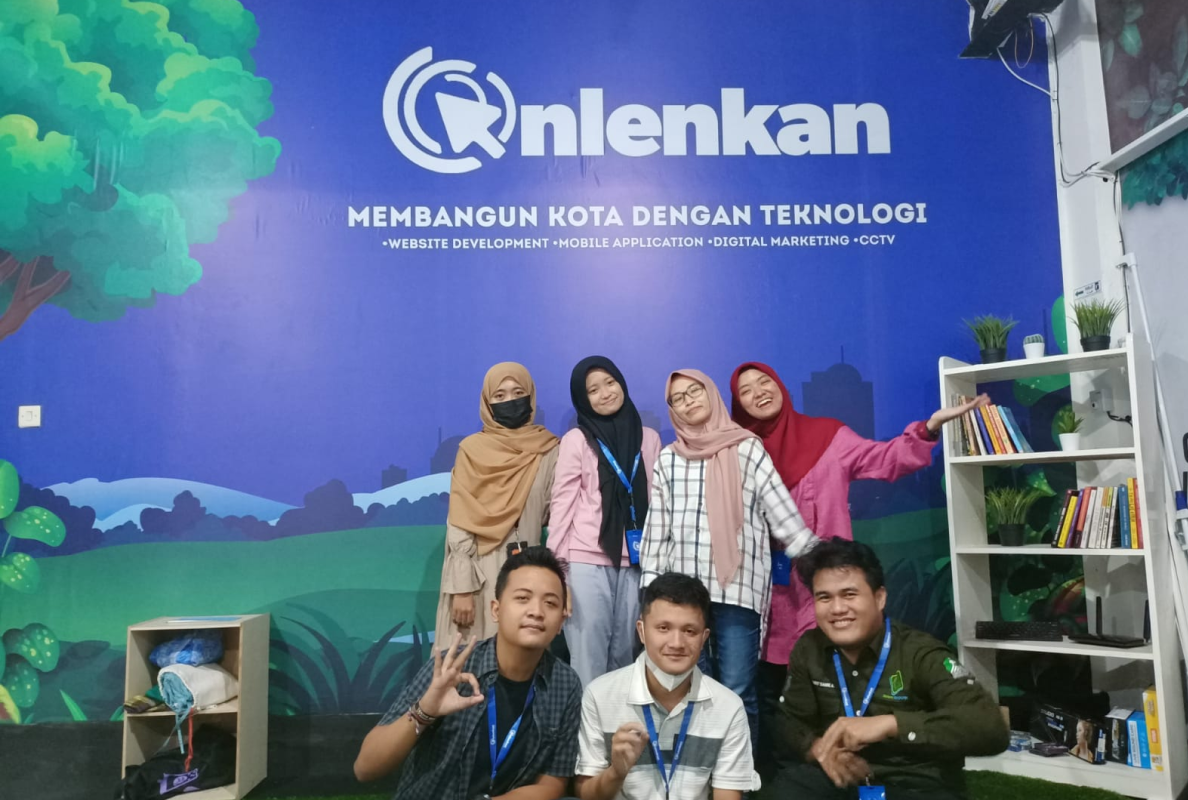 Onlenkan
MEMBANGUN KOTA DENGAN TEKNOLOGI
•WEBSITE DEVELOPMENT •MOBILE APPLICATION •DIGITAL MARKETING •CCTV